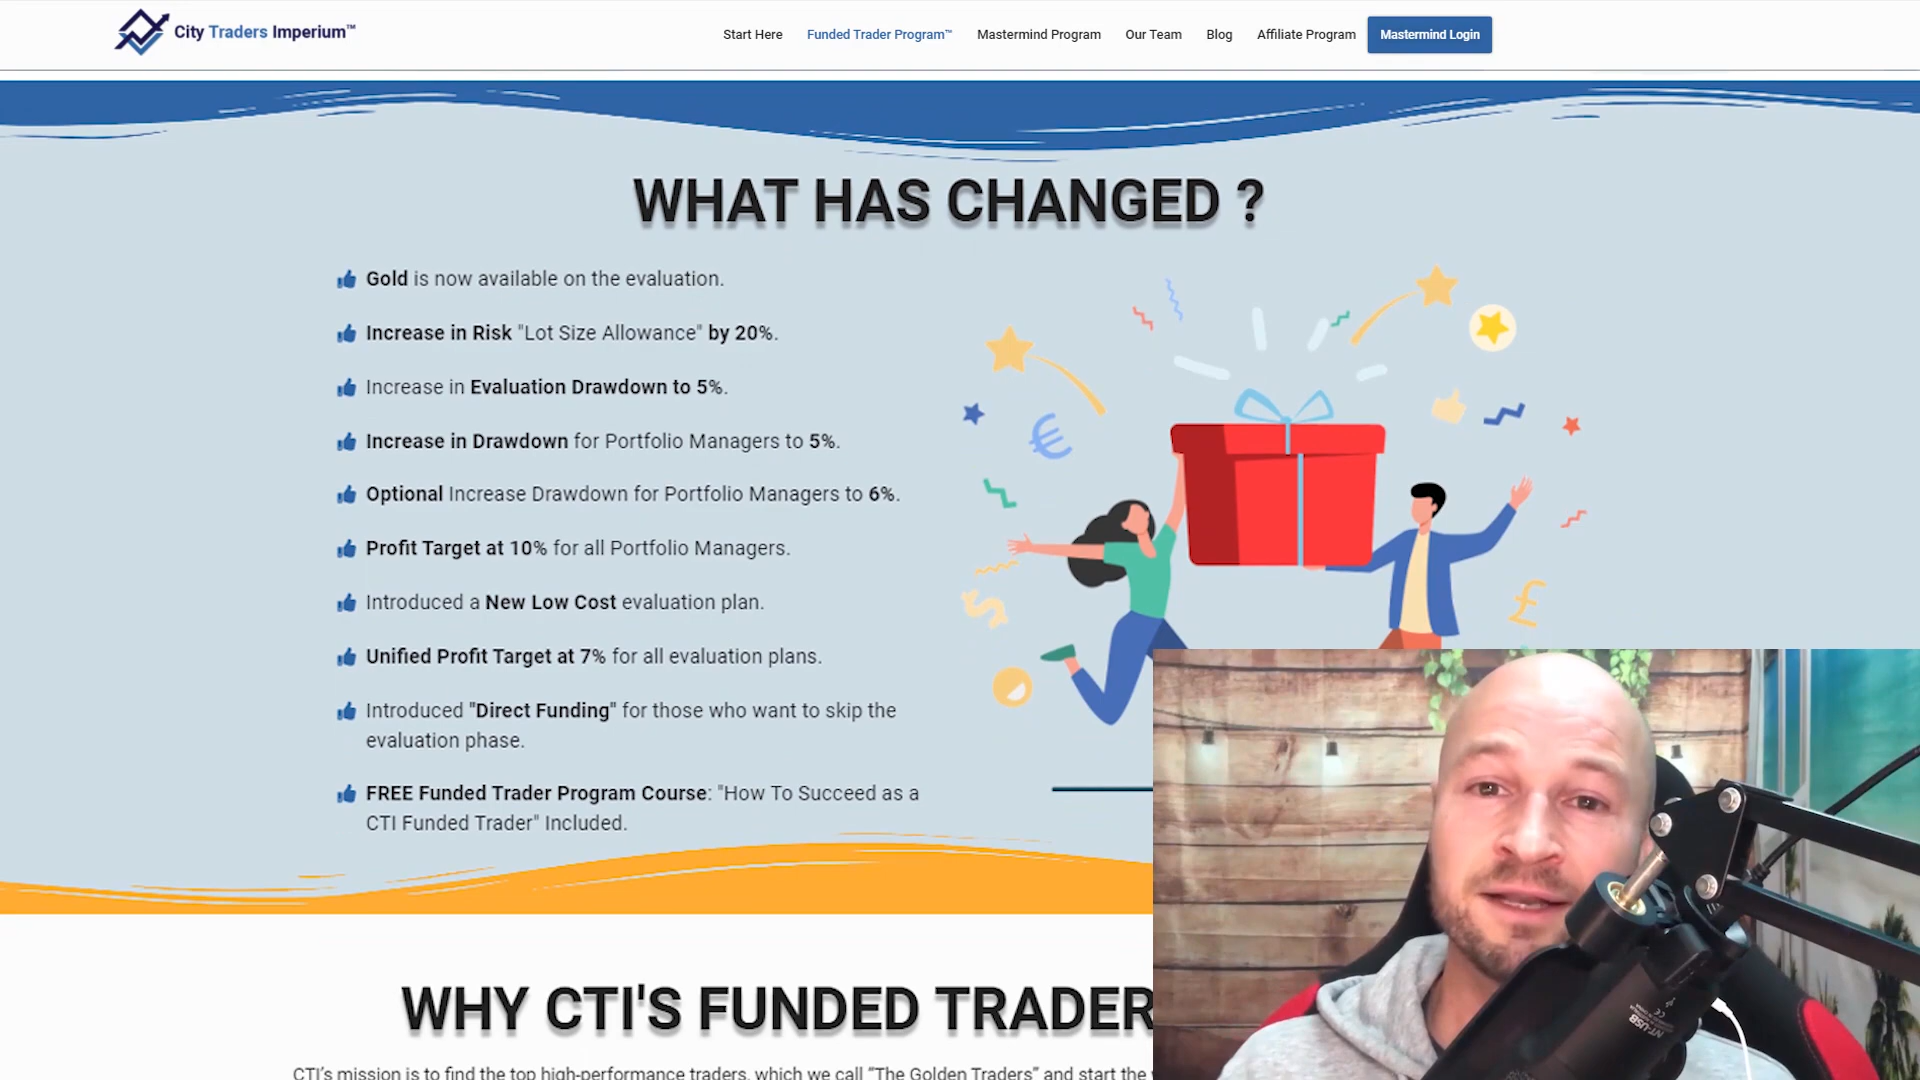 City Traders Imperium™
Start Here
Funded Trader Program™
Mastermind Program
Our Team
Blog
Affiliate Program
Mastermind Login
WHAT HAS CHANGED ?
Gold is now available on the evaluation.
Increase in Risk "Lot Size Allowance" by 20%.
Increase in Evaluation Drawdown to 5%.
Increase in Drawdown for Portfolio Managers to 5%.
Optional Increase Drawdown for Portfolio Managers to 6%.
Profit Target at 10% for all Portfolio Managers.
Introduced a New Low Cost evaluation plan.
Unified Profit Target at 7% for all evaluation plans.
Introduced "Direct Funding" for those who want to skip the
evaluation phase.
FREE Funded Trader Program Course: "How To Succeed as a
CTI Funded Trader" Included.
WHY CTI'S FUNDED TRADER
CTI's mission is to find the top high-performance traders, which we call “The Golden Traders” and start the
NT-USB